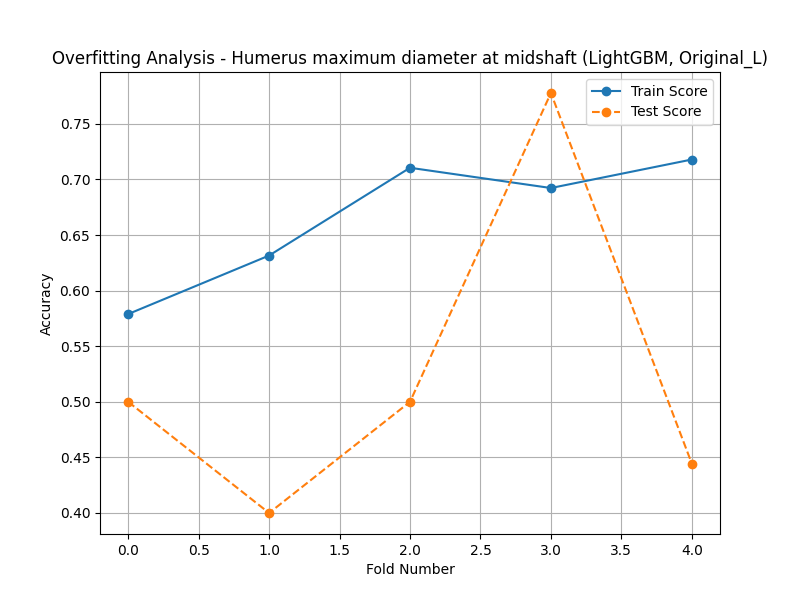 Overfitting Analysis - Humerus maximum diameter at midshaft (LightGBM, Original_L)
Train Score
Test Score
0.75
0.70
0.65
0.60
0.55
0.50
0.45
0.40
Accuracy
0.0 0.5 1.0 1.5 2.0 2.5 3.0 3.5 4.0
Fold Number